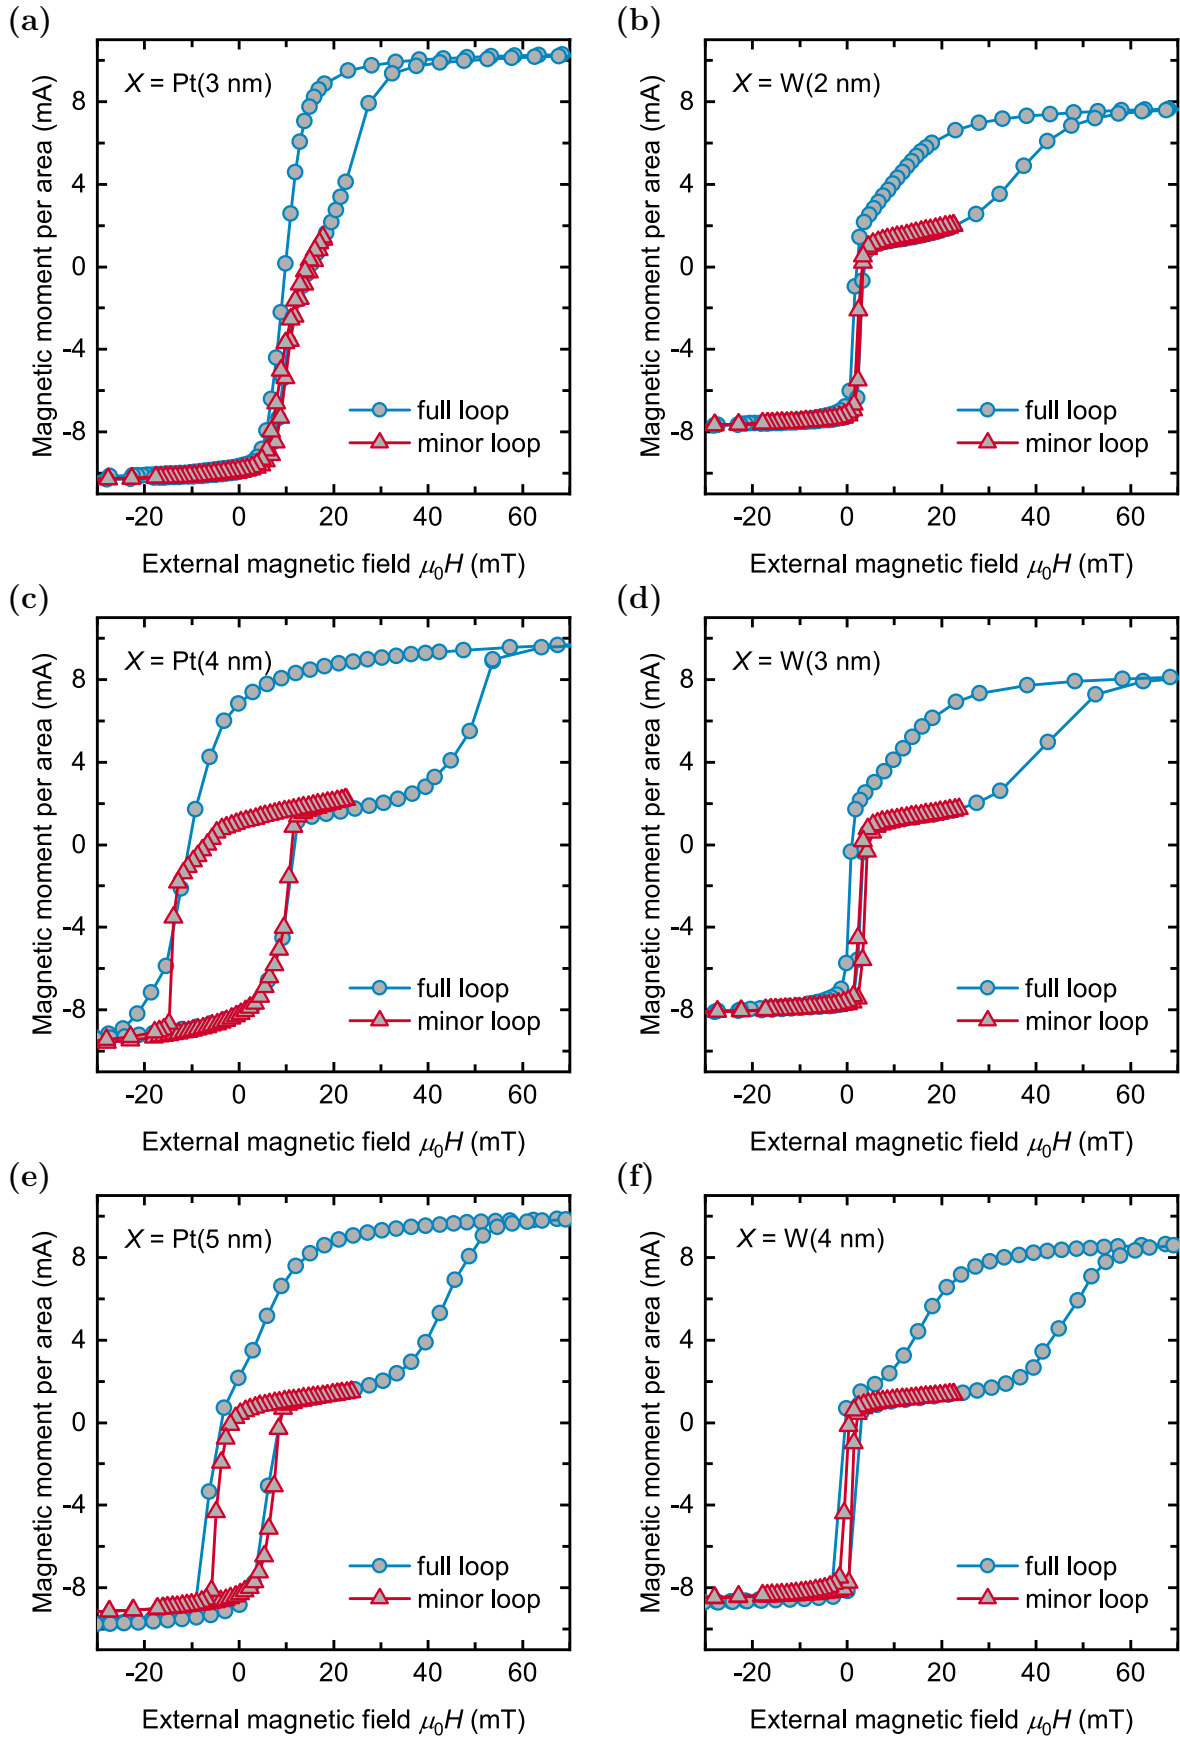 (a)
X = Pt(3 nm)
Magnetic moment per area (mA)
8
4
0
-4
-8
full loop
minor loop
-20 0 20 40 60
External magnetic field μ₀H (mT)
(b)
X = W(2 nm)
Magnetic moment per area (mA)
8
4
0
-4
-8
full loop
minor loop
-20 0 20 40 60
External magnetic field μ₀H (mT)
(c)
X = Pt(4 nm)
Magnetic moment per area (mA)
8
4
0
-4
-8
full loop
minor loop
-20 0 20 40 60
External magnetic field μ₀H (mT)
(d)
X = W(3 nm)
Magnetic moment per area (mA)
8
4
0
-4
-8
full loop
minor loop
-20 0 20 40 60
External magnetic field μ₀H (mT)
(e)
X = Pt(5 nm)
Magnetic moment per area (mA)
8
4
0
-4
-8
full loop
minor loop
-20 0 20 40 60
External magnetic field μ₀H (mT)
(f)
X = W(4 nm)
Magnetic moment per area (mA)
8
4
0
-4
-8
full loop
minor loop
-20 0 20 40 60
External magnetic field μ₀H (mT)